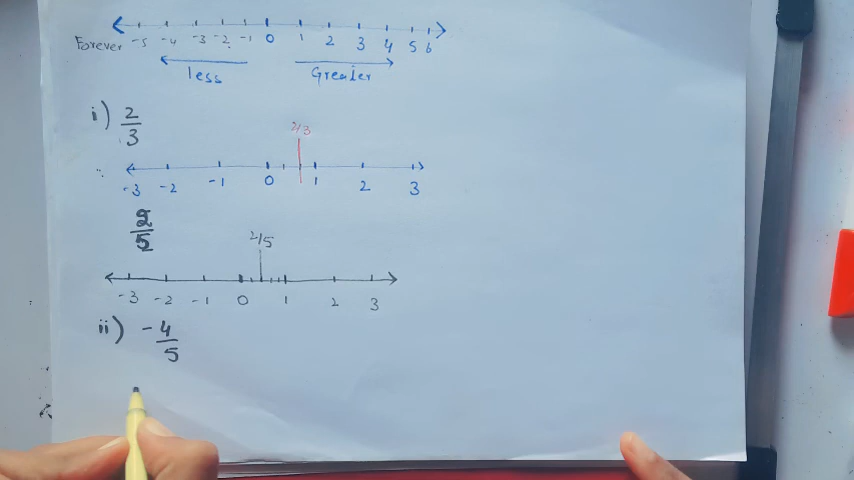 Forever -5 -4 -3 -2 -1 0 1 2 3 4 5 6
less Greater
i) 2/3
2/3
-3 -2 -1 0 1 2 3
2/5
2/5
-3 -2 -1 0 1 2 3
ii) -4/5